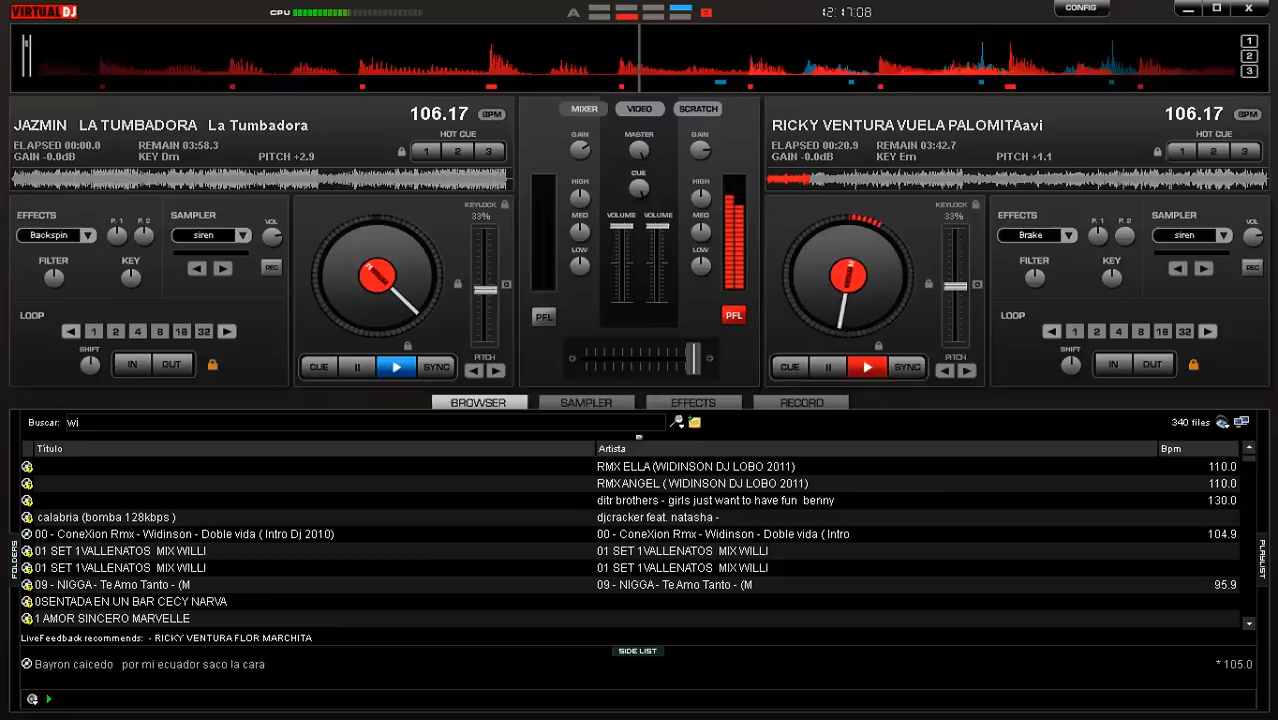 VIRTUAL DJ
CPU
A
B
12:17:08
CONFIG
1
2
3
JAZMIN LA TUMBADORA La Tumbadora
106.17 BPM
ELAPSED 00:00.0
REMAIN 03:58.3
HOT CUE
GAIN -0.0dB
KEY Dm
PITCH +2.9
1 2 3
MIXER VIDEO SCRATCH
GAIN MASTER GAIN
CUE
HIGH HIGH
MED VOLUME VOLUME MED
LOW LOW
PFL PFL
RICKY VENTURA VUELA PALOMITAavi
106.17 BPM
ELAPSED 00:20.9
REMAIN 03:42.7
HOT CUE
GAIN -0.0dB
KEY Em
PITCH +1.1
1 2 3
EFFECTS
P. 1 P. 2
SAMPLER
VOL
Backspin
siren
FILTER
KEY
REC
LOOP
1 2 4 8 16 32
SHIFT
IN OUT
KEYLOCK
33%
CUE SYNC
PITCH
KEYLOCK
33%
CUE SYNC
PITCH
EFFECTS
P. 1 P. 2
SAMPLER
VOL
Brake
siren
FILTER
KEY
REC
LOOP
1 2 4 8 16 32
SHIFT
IN OUT
BROWSER SAMPLER EFFECTS RECORD
Buscar: wi
340 files
Título Artista Bpm
RMX ELLA (WIDINSON DJ LOBO 2011) 110.0
RMX ANGEL ( WIDINSON DJ LOBO 2011) 110.0
ditr brothers - girls just want to have fun benny 130.0
calabria (bomba 128kbps ) djcracker feat. natasha -
00 - ConeXion Rmx - Widinson - Doble vida ( Intro Dj 2010) 00 - ConeXion Rmx - Widinson - Doble vida ( Intro 104.9
01 SET 1VALLENATOS MIX WILLI 01 SET 1VALLENATOS MIX WILLI
01 SET 1VALLENATOS MIX WILLI 01 SET 1VALLENATOS MIX WILLI
09 - NIGGA - Te Amo Tanto - (M 09 - NIGGA - Te Amo Tanto - (M 95.9
0SENTADA EN UN BAR CECY NARVA
1 AMOR SINCERO MARVELLE
LiveFeedback recommends: - RICKY VENTURA FLOR MARCHITA
SIDE LIST
Bayron caicedo por mi ecuador saco la cara * 105.0
FOLDERS
PLAYLIST